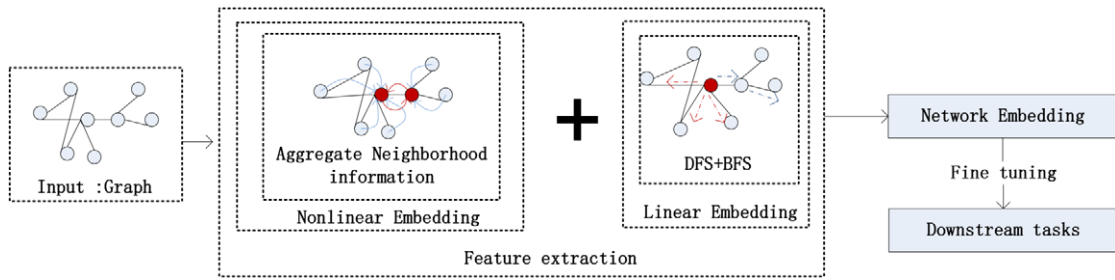 Input :Graph
Aggregate Neighborhood
information
Nonlinear Embedding
+
DFS+BFS
Linear Embedding
Feature extraction
Network Embedding
Fine tuning
Downstream tasks